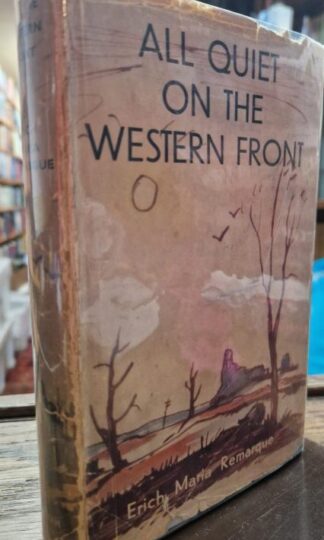 ALL QUIET
ON THE
WESTERN FRONT
Erich Maria Remarque